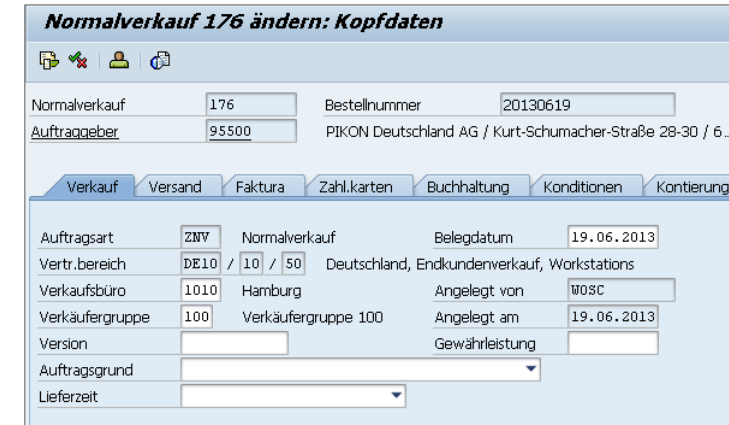 Normalverkauf 176 ändern: Kopfdaten
Normalverkauf 176 Bestellnummer 20130619
Auftraggeber 95500 PIKON Deutschland AG / Kurt-Schumacher-Straße 28-30 / 6..
Verkauf Versand Faktura Zahl.karten Buchhaltung Konditionen Kontierung
Auftragsart ZNV Normalverkauf Belegdatum 19.06.2013
Vertr.bereich DE10 / 10 / 50 Deutschland, Endkundenverkauf, Workstations
Verkaufsbüro 1010 Hamburg Angelegt von WOSC
Verkäufergruppe 100 Verkäufergruppe 100 Angelegt am 19.06.2013
Version Gewährleistung
Auftragsgrund
Lieferzeit